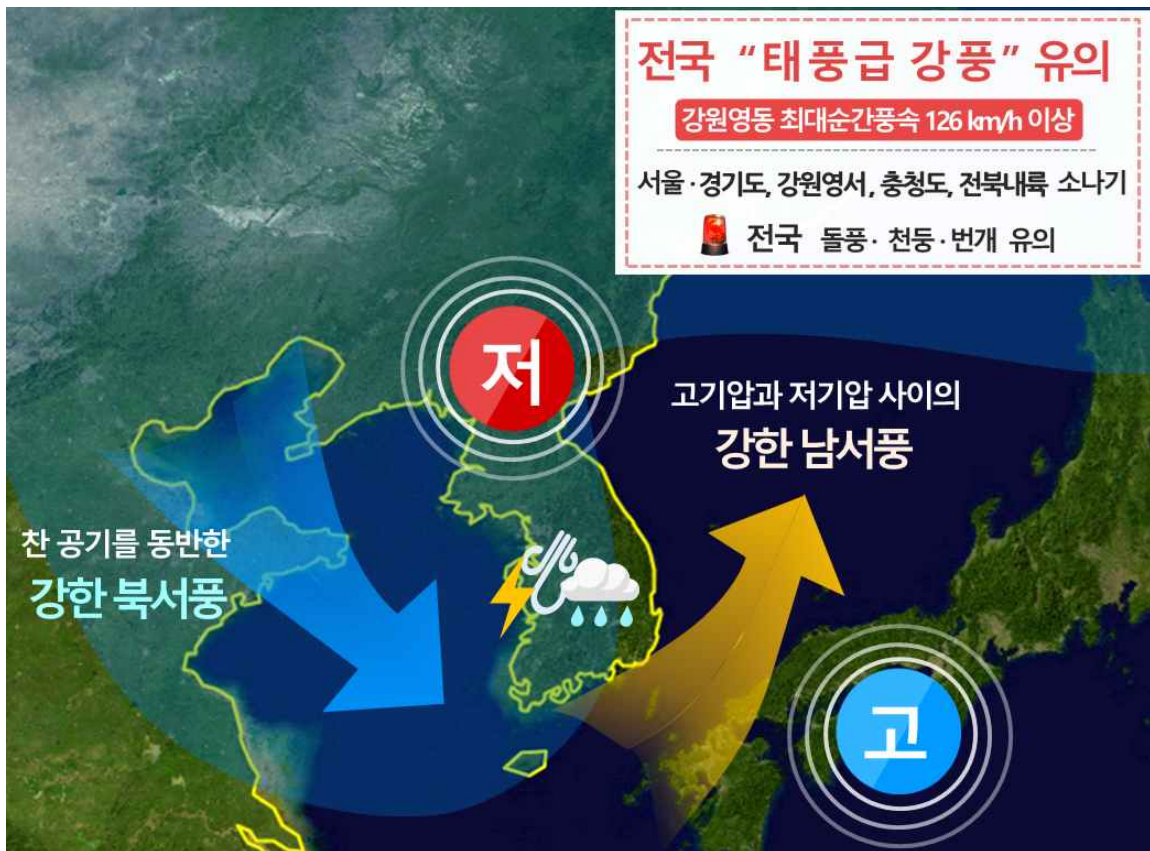 전국 “태풍급 강풍” 유의
강원영동 최대순간풍속 126 km/h 이상
서울·경기도, 강원영서, 충청도, 전북내륙 소나기
전국 돌풍·천둥·번개 유의
저
고기압과 저기압 사이의
강한 남서풍
찬 공기를 동반한
강한 북서풍
고